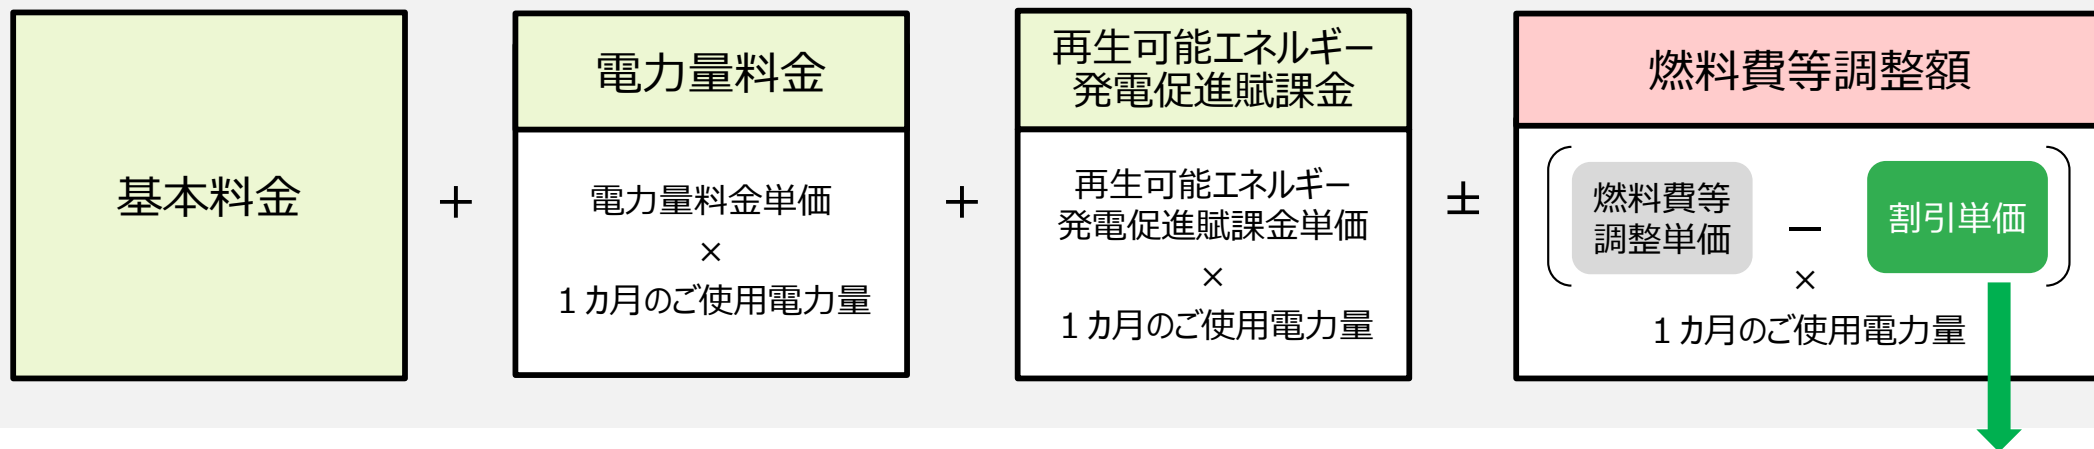 基本料金
＋
電力量料金
電力量料金単価
×
１カ月のご使用電力量
＋
再生可能エネルギー
発電促進賦課金
再生可能エネルギー
発電促進賦課金単価
×
１カ月のご使用電力量
±
燃料費等調整額
燃料費等
調整単価
－
割引単価
×
１カ月のご使用電力量